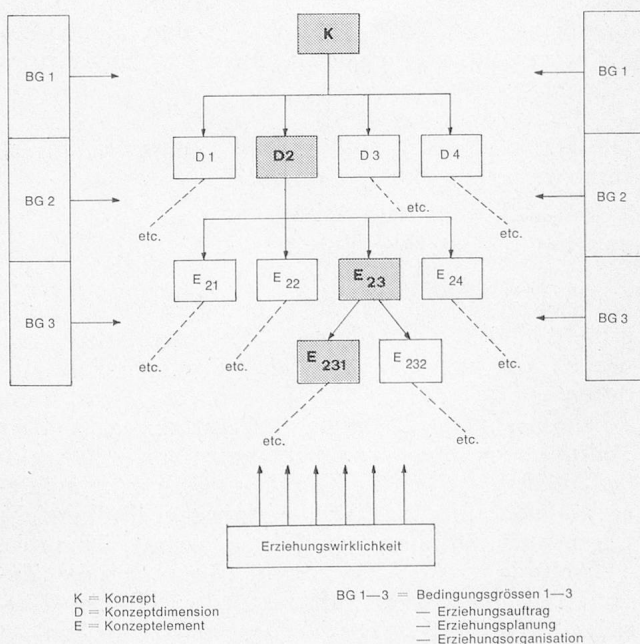 K
BG 1
BG 1
D 1
D2
D 3
D 4
BG 2
BG 2
etc.
etc.
etc.
E 21
E 22
E 23
E 24
BG 3
BG 3
E 231
E 232
etc.
etc.
etc.
etc.
etc.
Erziehungswirklichkeit
K = Konzept
D = Konzeptdimension
E = Konzeptelement
BG 1—3 = Bedingungsgrössen 1—3
— Erziehungsauftrag
— Erziehungsplanung
— Erziehungsorganisation